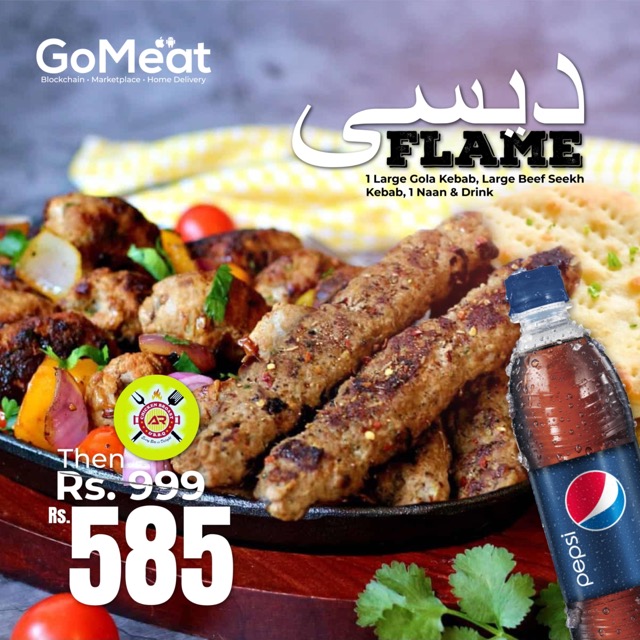 GoMeat
Blockchain - Marketplace - Home Delivery
دیسی
FLAME
1 Large Gola Kebab, Large Beef Seekh
Kebab, 1 Naan & Drink
AR
Then
Rs. 999
Rs. 585
pepsi